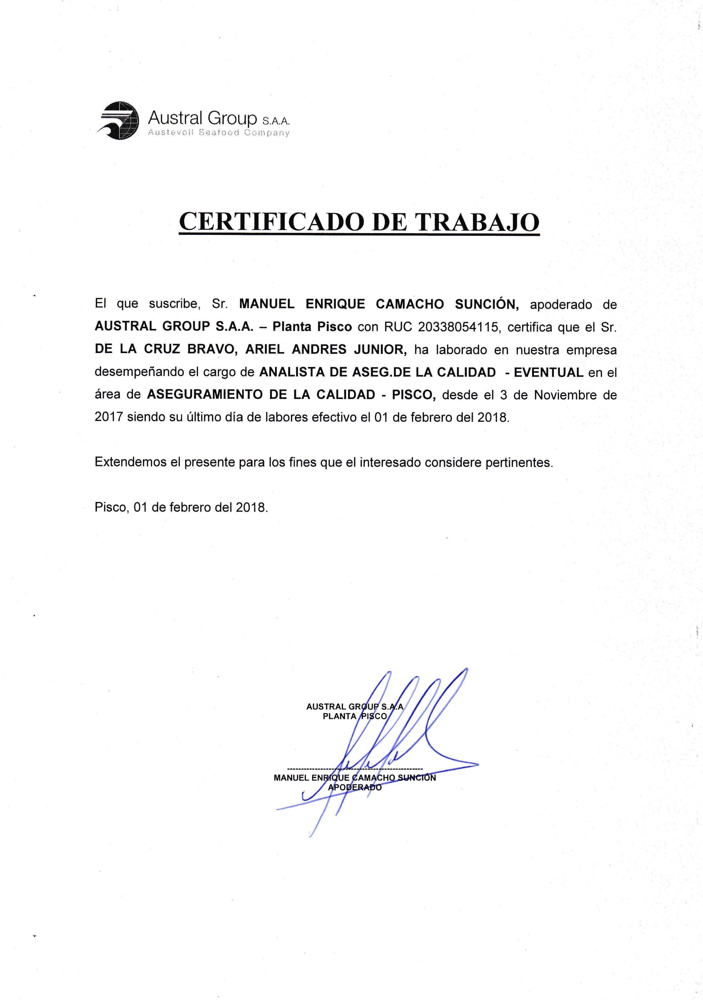 Austral Group S.A.A.
Austevoll Seafood Company
CERTIFICADO DE TRABAJO
El que suscribe, Sr. MANUEL ENRIQUE CAMACHO SUNCIÓN, apoderado de
AUSTRAL GROUP S.A.A. – Planta Pisco con RUC 20338054115, certifica que el Sr.
DE LA CRUZ BRAVO, ARIEL ANDRES JUNIOR, ha laborado en nuestra empresa
desempeñando el cargo de ANALISTA DE ASEG.DE LA CALIDAD - EVENTUAL en el
área de ASEGURAMIENTO DE LA CALIDAD - PISCO, desde el 3 de Noviembre de
2017 siendo su último día de labores efectivo el 01 de febrero del 2018.
Extendemos el presente para los fines que el interesado considere pertinentes.
Pisco, 01 de febrero del 2018.
AUSTRAL GROUP S.A.A
PLANTA PISCO
MANUEL ENRIQUE CAMACHO SUNCIÓN
APODERADO